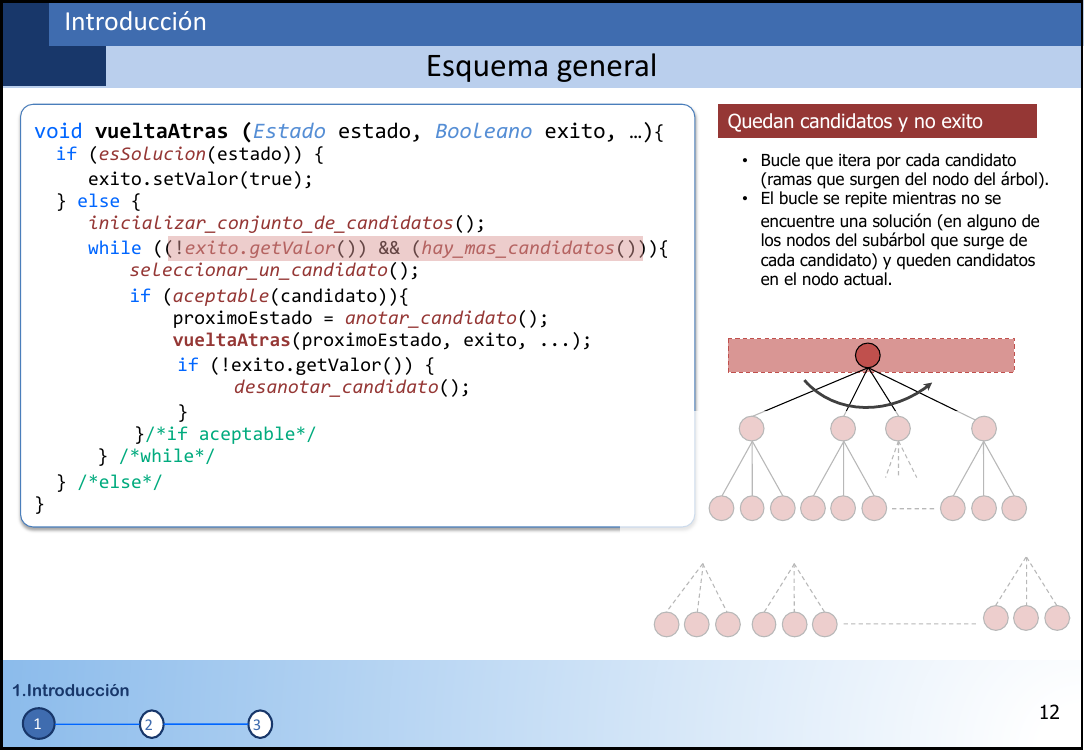 Introducción
Esquema general
void vueltaAtras (Estado estado, Booleano exito, …){
if (esSolucion(estado)) {
exito.setValor(true);
} else {
inicializar_conjunto_de_candidatos();
while ((!exito.getValor()) && (hay_mas_candidatos())){
seleccionar_un_candidato();
if (aceptable(candidato)){
proximoEstado = anotar_candidato();
vueltaAtras(proximoEstado, exito, ...);
if (!exito.getValor()) {
desanotar_candidato();
}
}/*if aceptable*/
} /*while*/
} /*else*/
}
Quedan candidatos y no exito
• Bucle que itera por cada candidato
(ramas que surgen del nodo del árbol).
• El bucle se repite mientras no se
encuentre una solución (en alguno de
los nodos del subárbol que surge de
cada candidato) y queden candidatos
en el nodo actual.
1.Introducción
1 2 3
12